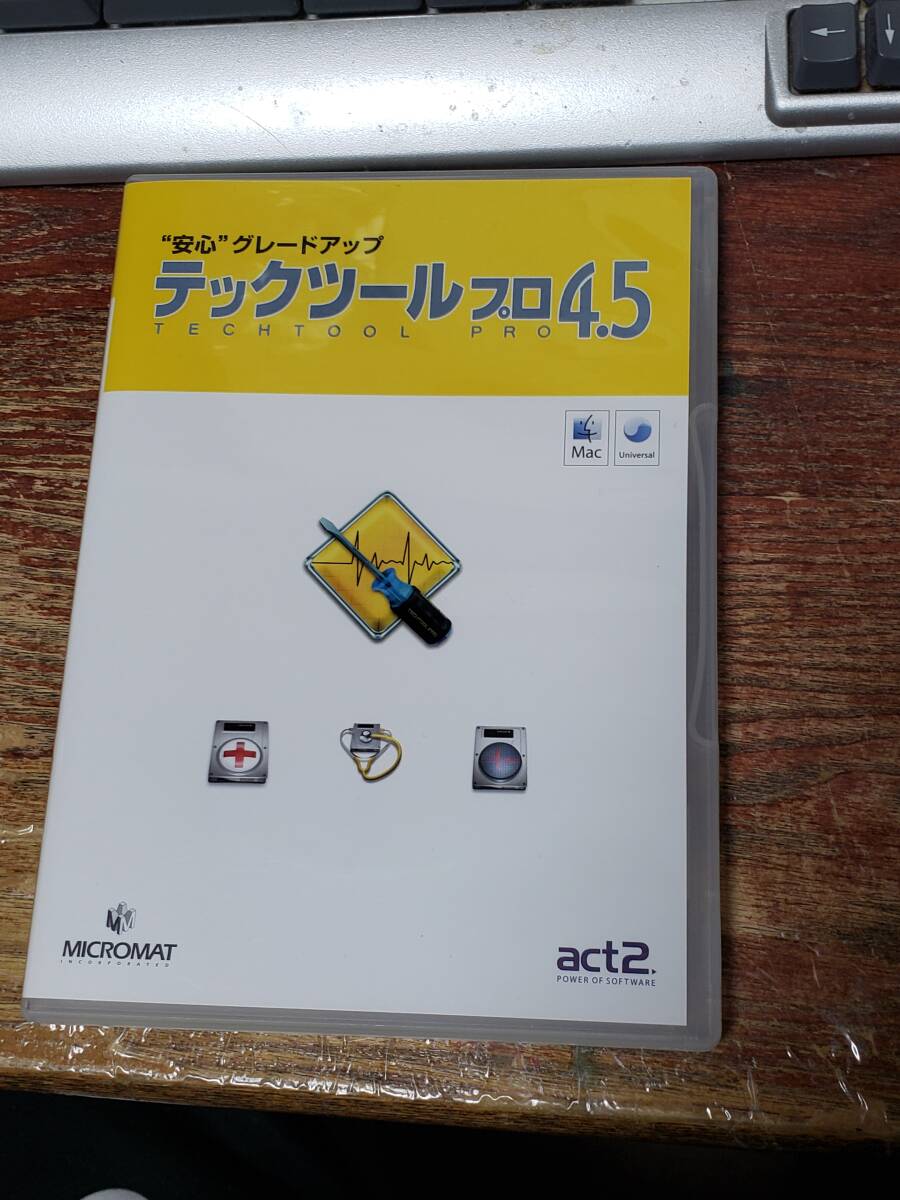 “安心”グレードアップ
テックツール プロ 4.5
TECHTOOL PRO
Mac
Universal
MICROMAT
INCORPORATED
act2
POWER OF SOFTWARE